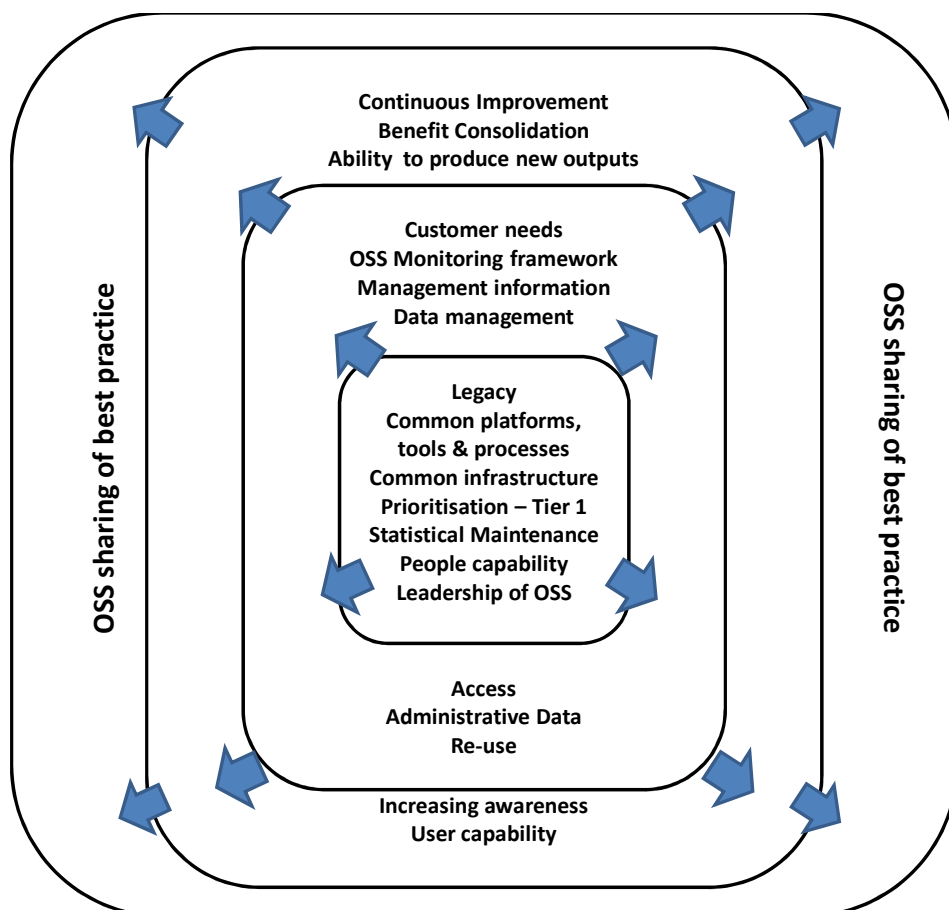 Continuous Improvement
Benefit Consolidation
Ability to produce new outputs
Customer needs
OSS Monitoring framework
Management information
Data management
OSS sharing of best practice
Legacy
Common platforms,
tools & processes
Common infrastructure
Prioritisation – Tier 1
Statistical Maintenance
People capability
Leadership of OSS
OSS sharing of best practice
Access
Administrative Data
Re-use
Increasing awareness
User capability